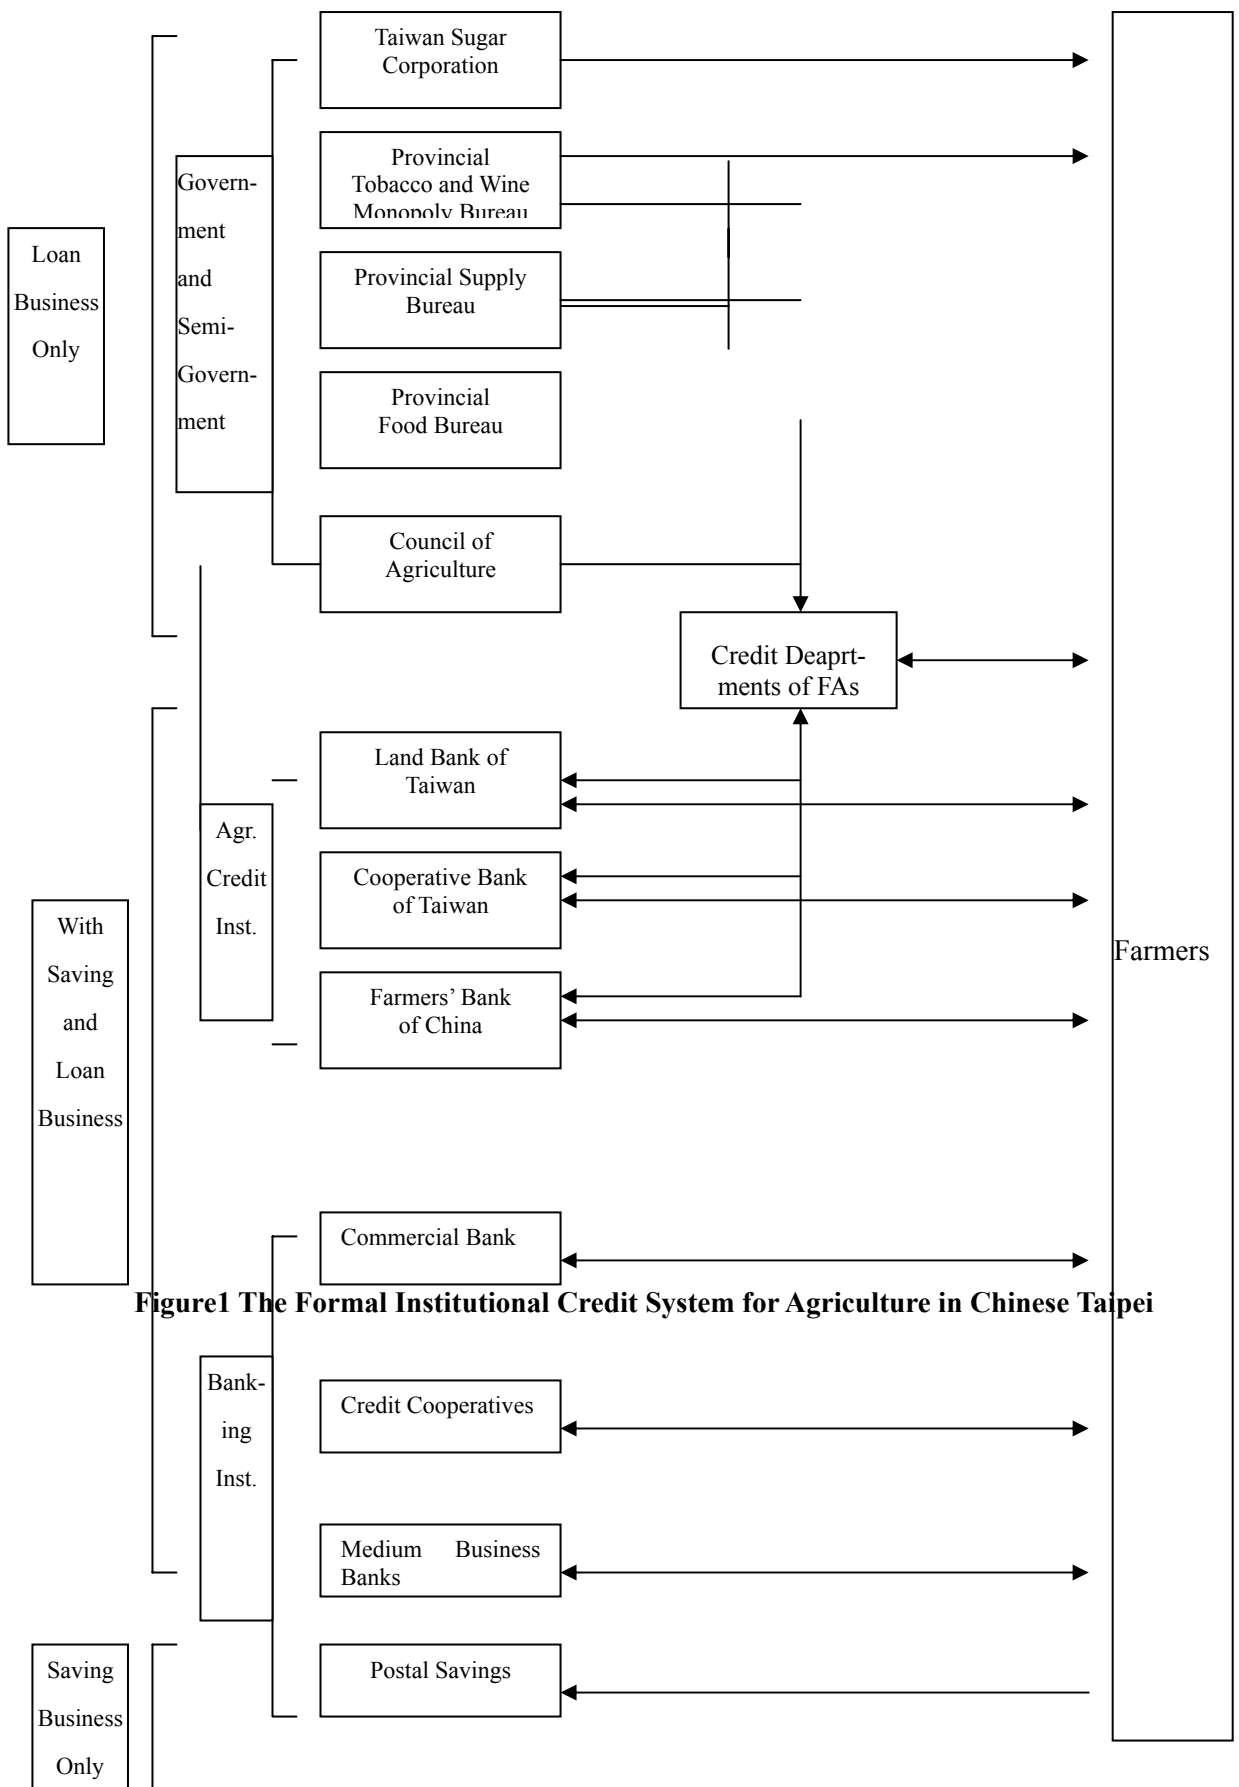 Taiwan Sugar
Corporation
Provincial
Tobacco and Wine
Monopoly Bureau
Govern-
ment
and
Semi-
Govern-
ment
Loan
Business
Only
Provincial Supply
Bureau
Provincial
Food Bureau
Council of
Agriculture
Credit Deaprt-
ments of FAs
Land Bank of
Taiwan
Agr.
Credit
Inst.
Cooperative Bank
of Taiwan
With
Saving
and
Loan
Business
Farmers
Farmers’ Bank
of China
Commercial Bank
Figure1 The Formal Institutional Credit System for Agriculture in Chinese Taipei
Bank-
ing
Inst.
Credit Cooperatives
Medium Business
Banks
Saving
Business
Only
Postal Savings